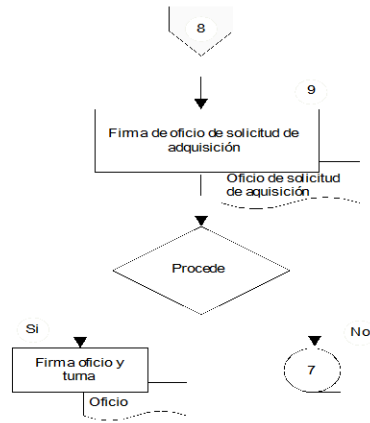 8
9
Firma de oficio de solicitud de
adquisición
Oficio de solicitud
de aquisición
Procede
Si
No
Firma oficio y
turna
7
Oficio